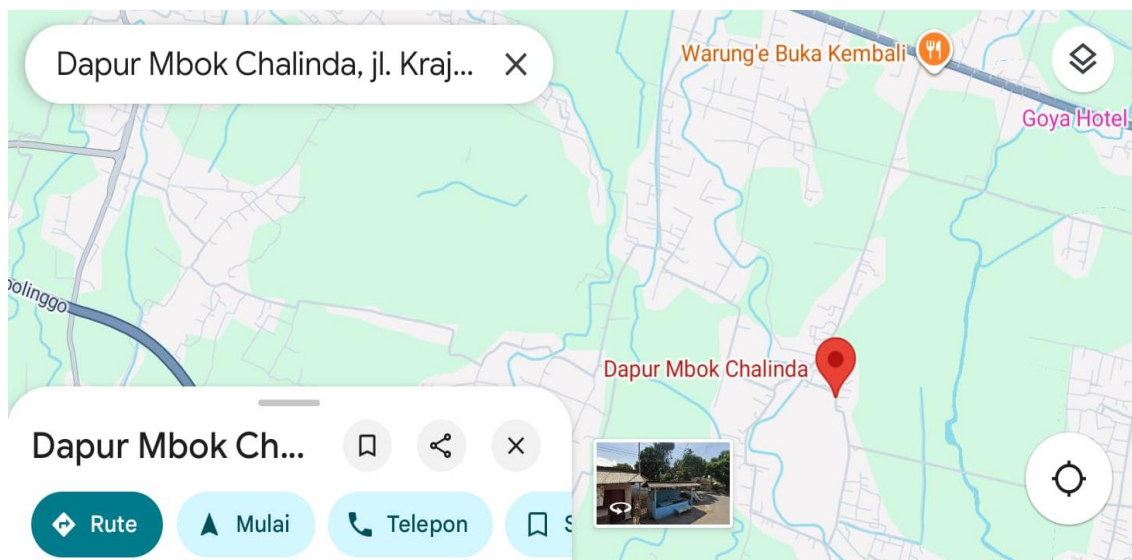 Dapur Mbok Chalinda, jl. Kraj...
Warung'e Buka Kembali
Goya Hotel
olinggo
Dapur Mbok Chalinda
Dapur Mbok Ch...
Rute
Mulai
Telepon
S